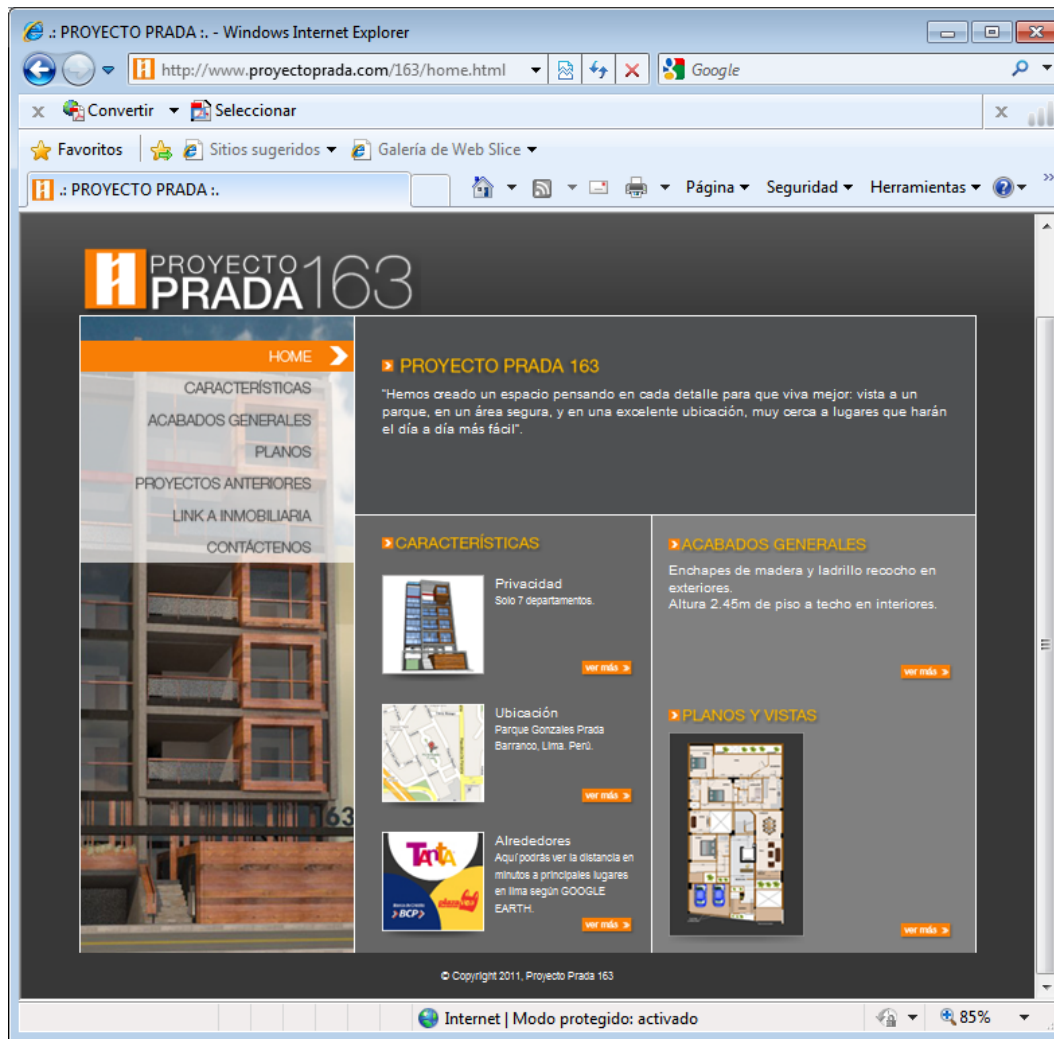 .: PROYECTO PRADA :. - Windows Internet Explorer
http://www.proyectoprada.com/163/home.html
Google
Convertir
Seleccionar
Favoritos
Sitios sugeridos
Galería de Web Slice
.: PROYECTO PRADA :.
Página
Seguridad
Herramientas
PROYECTO
PRADA 163
HOME
CARACTERÍSTICAS
ACABADOS GENERALES
PLANOS
PROYECTOS ANTERIORES
LINK A INMOBILIARIA
CONTÁCTENOS
163
PROYECTO PRADA 163
"Hemos creado un espacio pensando en cada detalle para que viva mejor: vista a un
parque, en un área segura, y en una excelente ubicación, muy cerca a lugares que harán
el día a día más fácil".
CARACTERÍSTICAS
Privacidad
Solo 7 departamentos.
ver más »
Ubicación
Parque Gonzales Prada
Barranco, Lima. Perú.
ver más »
TANTA
BCP
plaza vea
Alrededores
Aquí podrás ver la distancia en
minutos a principales lugares
en lima según GOOGLE
EARTH.
ver más »
ACABADOS GENERALES
Enchapes de madera y ladrillo recocho en
exteriores.
Altura 2.45m de piso a techo en interiores.
ver más »
PLANOS Y VISTAS
ver más »
© Copyright 2011, Proyecto Prada 163
Internet | Modo protegido: activado
85%